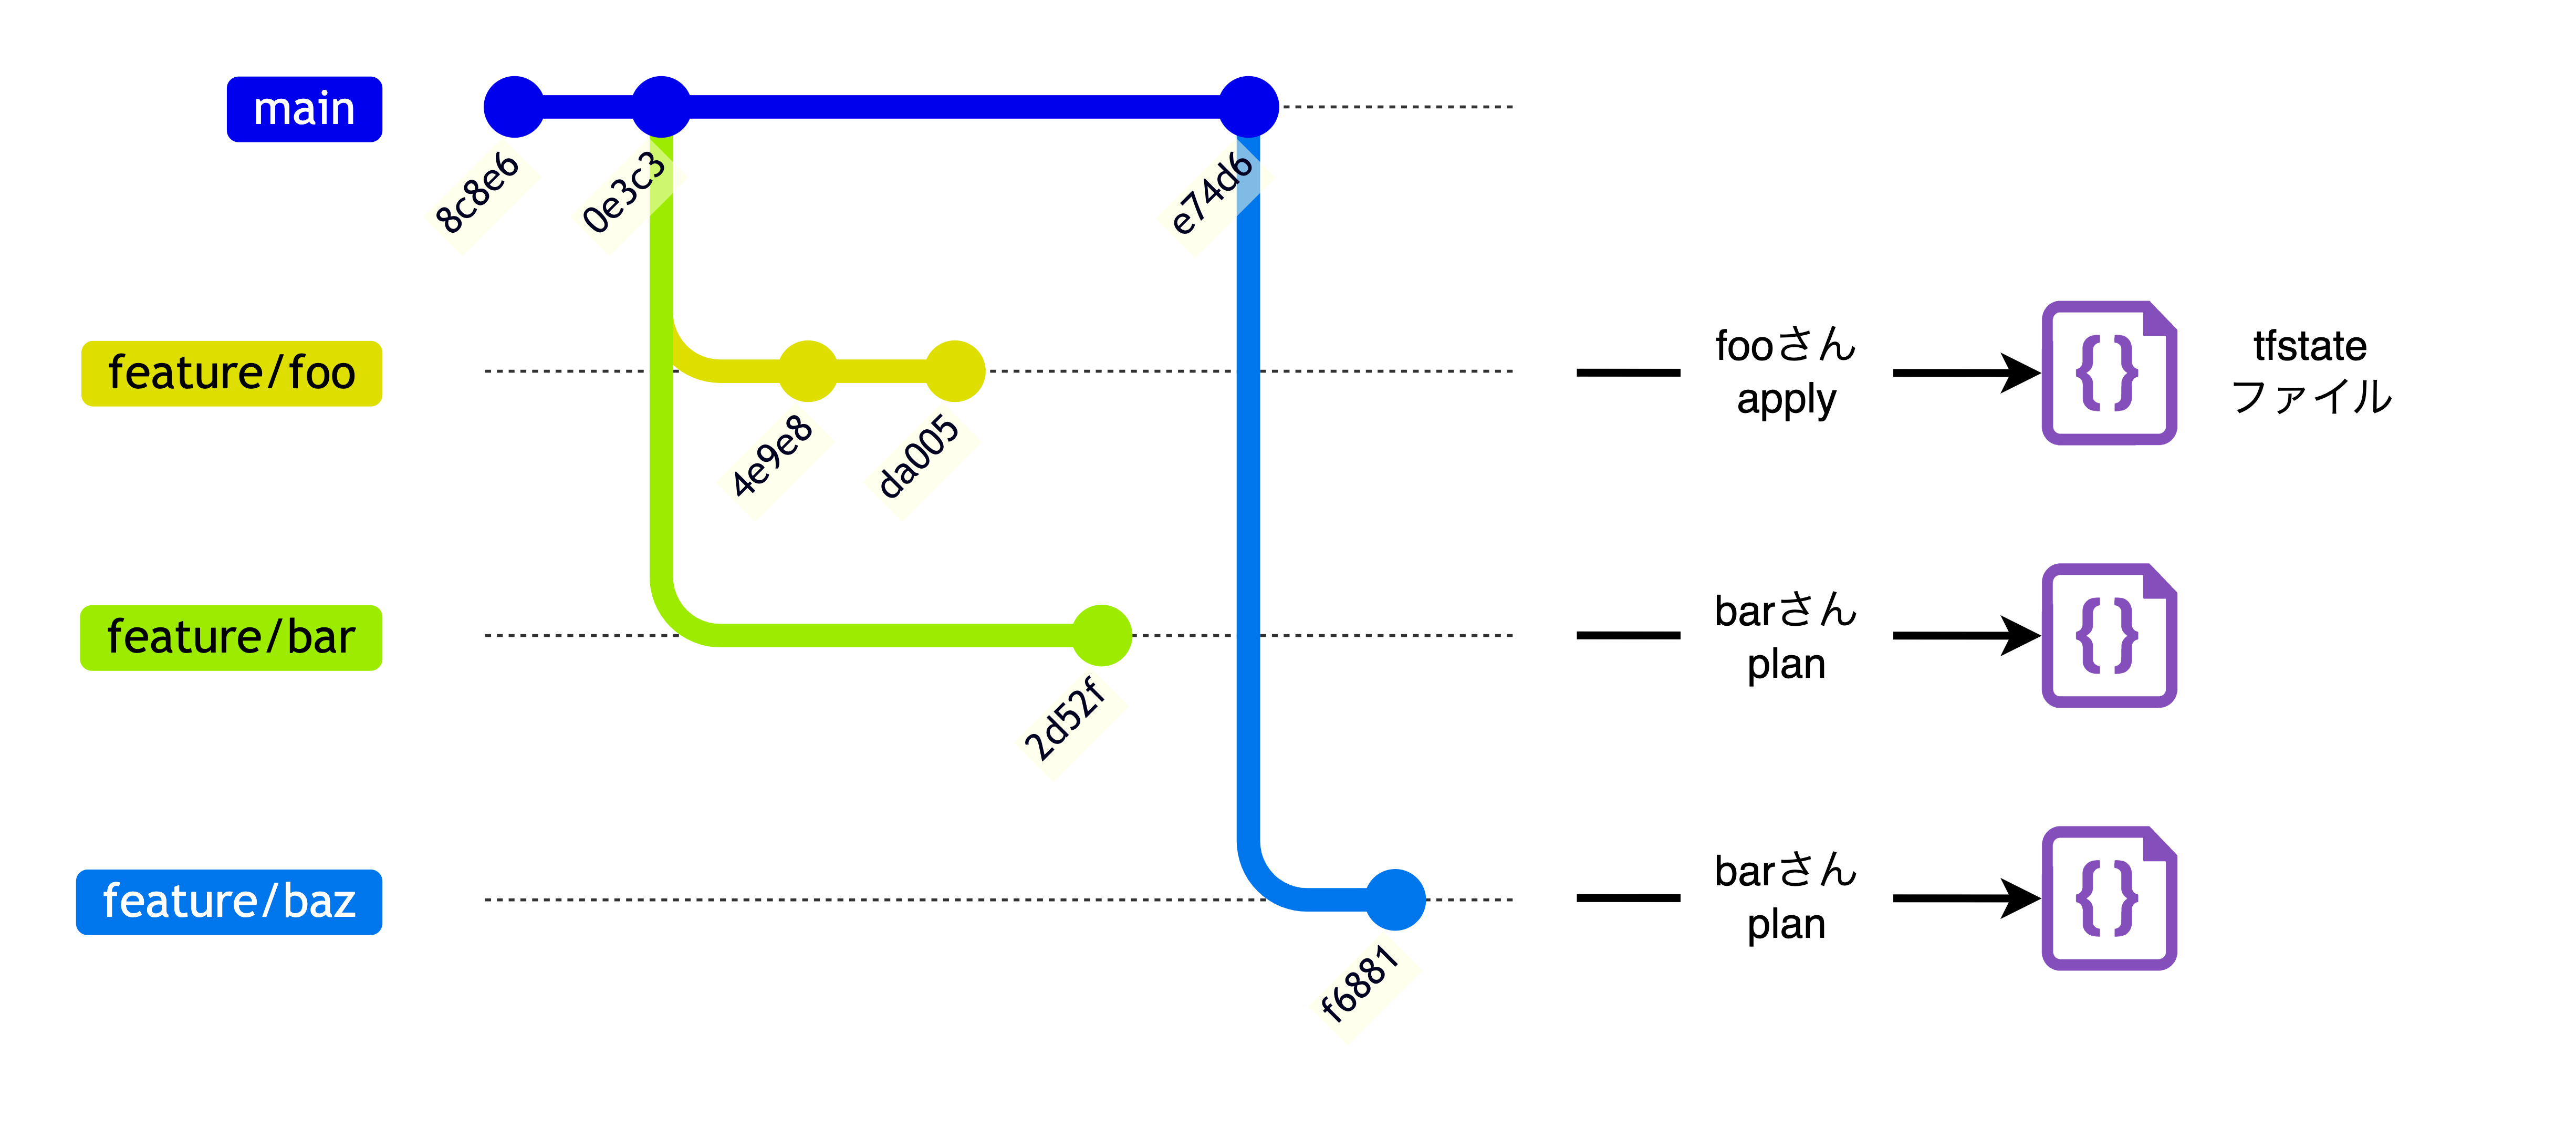 main
8c8e6
0e3c3
e74d6
feature/foo
4e9e8
da005
fooさん
apply
tfstate
ファイル
feature/bar
2d52f
barさん
plan
feature/baz
f6881
barさん
plan